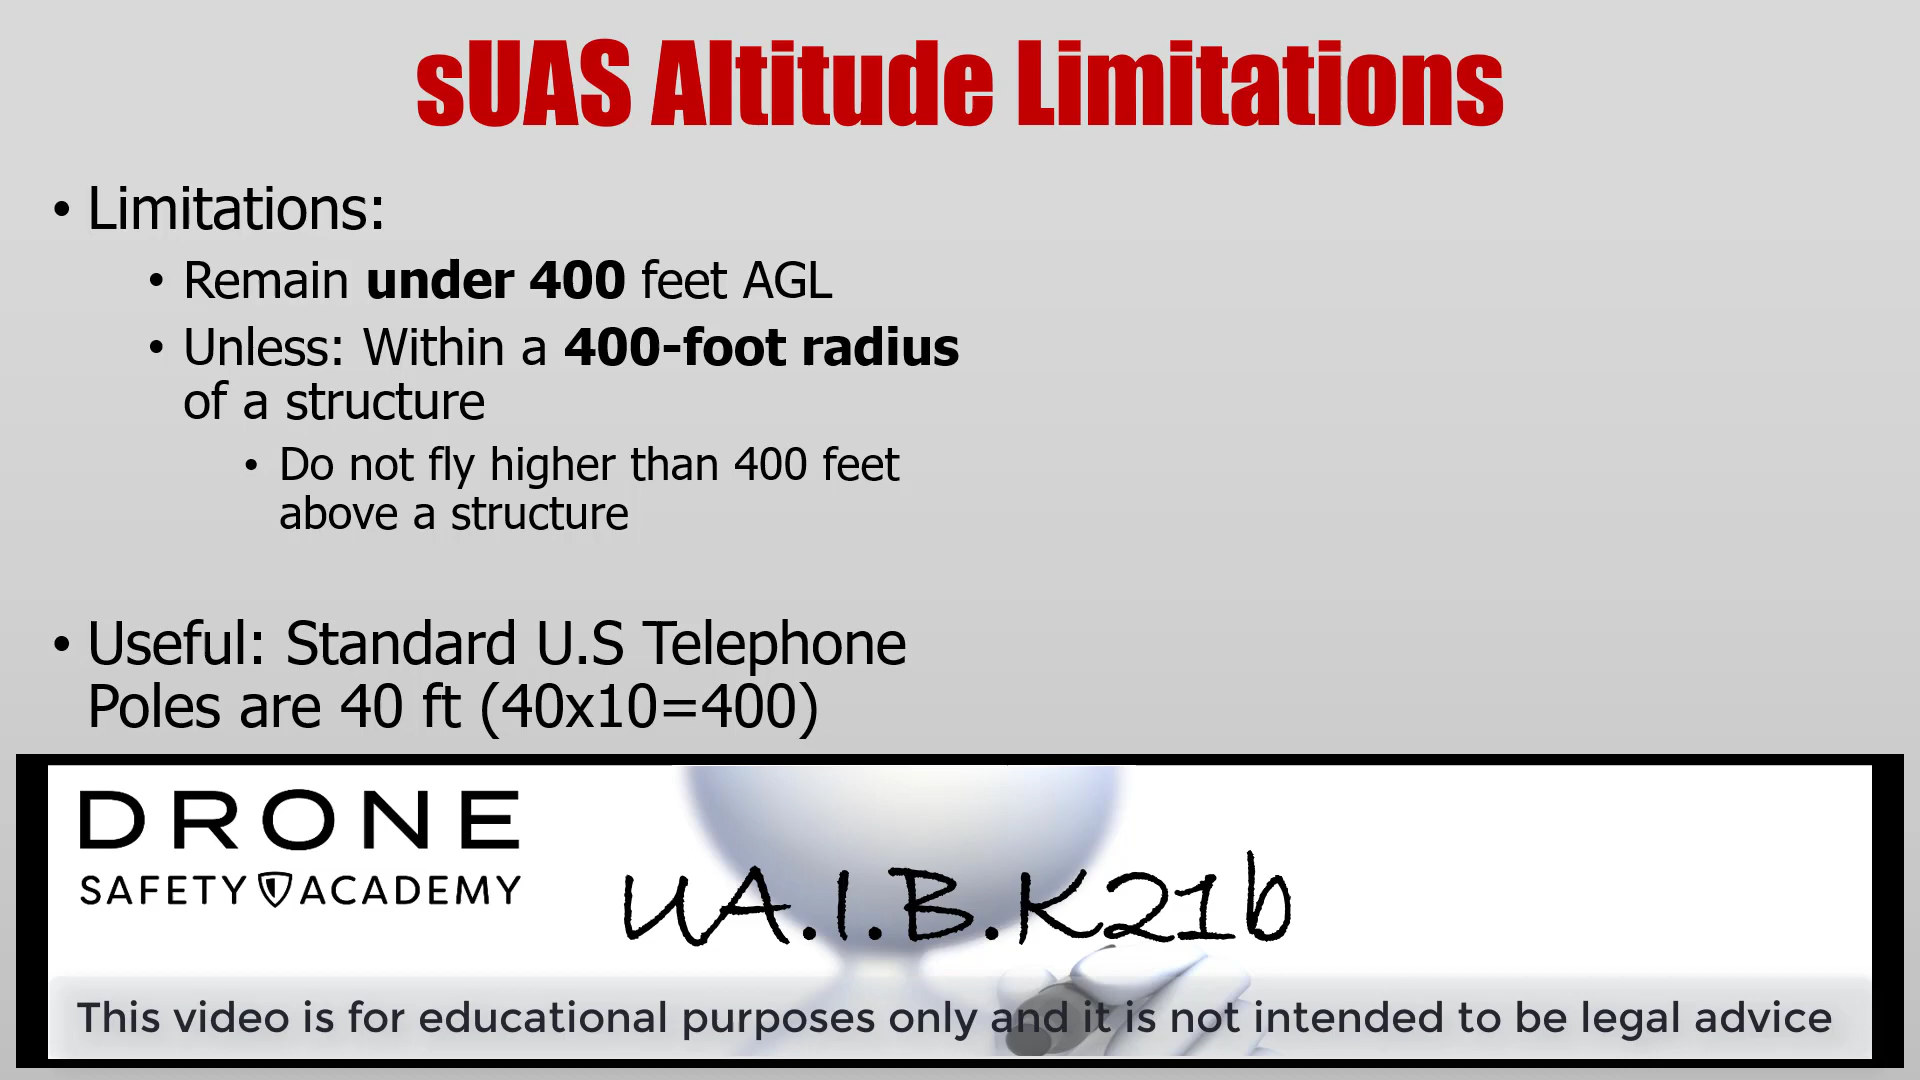 sUAS Altitude Limitations
• Limitations:
• Remain under 400 feet AGL
• Unless: Within a 400-foot radius
of a structure
• Do not fly higher than 400 feet
above a structure
• Useful: Standard U.S Telephone
Poles are 40 ft (40x10=400)
DRONE
SAFETY ACADEMY
UA.I.B.K21b
This video is for educational purposes only and it is not intended to be legal advice